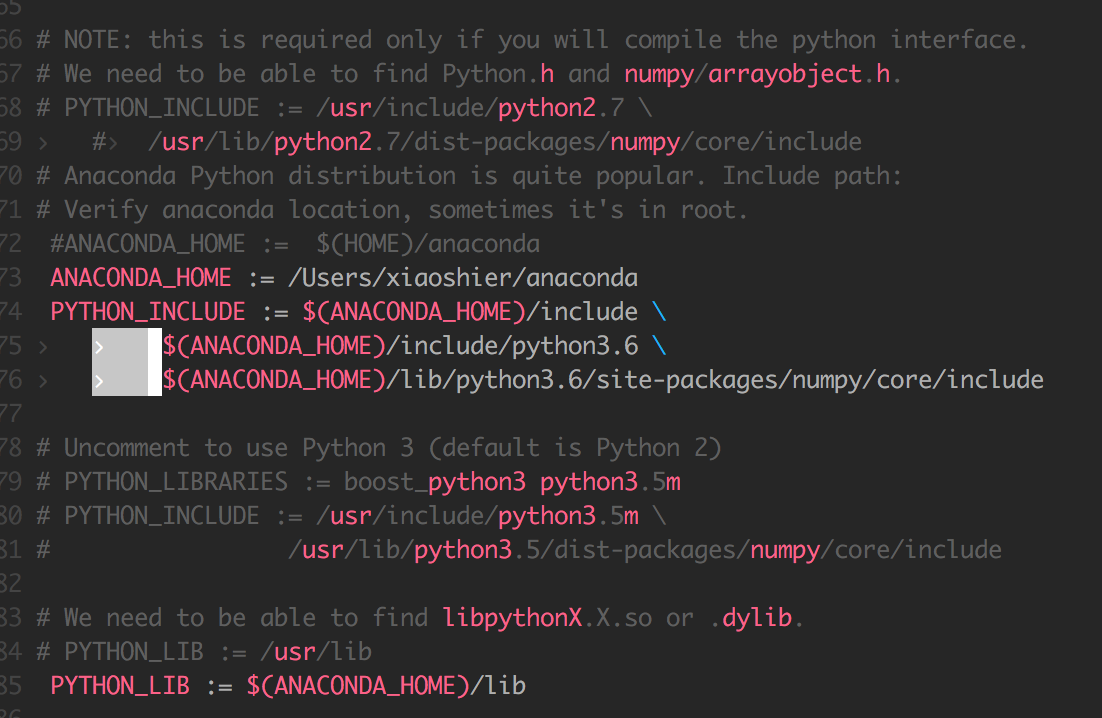 65
66 # NOTE: this is required only if you will compile the python interface.
67 # We need to be able to find Python.h and numpy/arrayobject.h.
68 # PYTHON_INCLUDE := /usr/include/python2.7 \
69 › #› /usr/lib/python2.7/dist-packages/numpy/core/include
70 # Anaconda Python distribution is quite popular. Include path:
71 # Verify anaconda location, sometimes it's in root.
72 #ANACONDA_HOME := $(HOME)/anaconda
73 ANACONDA_HOME := /Users/xiaoshier/anaconda
74 PYTHON_INCLUDE := $(ANACONDA_HOME)/include \
75 › › $(ANACONDA_HOME)/include/python3.6 \
76 › › $(ANACONDA_HOME)/lib/python3.6/site-packages/numpy/core/include
77
78 # Uncomment to use Python 3 (default is Python 2)
79 # PYTHON_LIBRARIES := boost_python3 python3.5m
80 # PYTHON_INCLUDE := /usr/include/python3.5m \
81 # /usr/lib/python3.5/dist-packages/numpy/core/include
82
83 # We need to be able to find libpythonX.X.so or .dylib.
84 # PYTHON_LIB := /usr/lib
85 PYTHON_LIB := $(ANACONDA_HOME)/lib
86